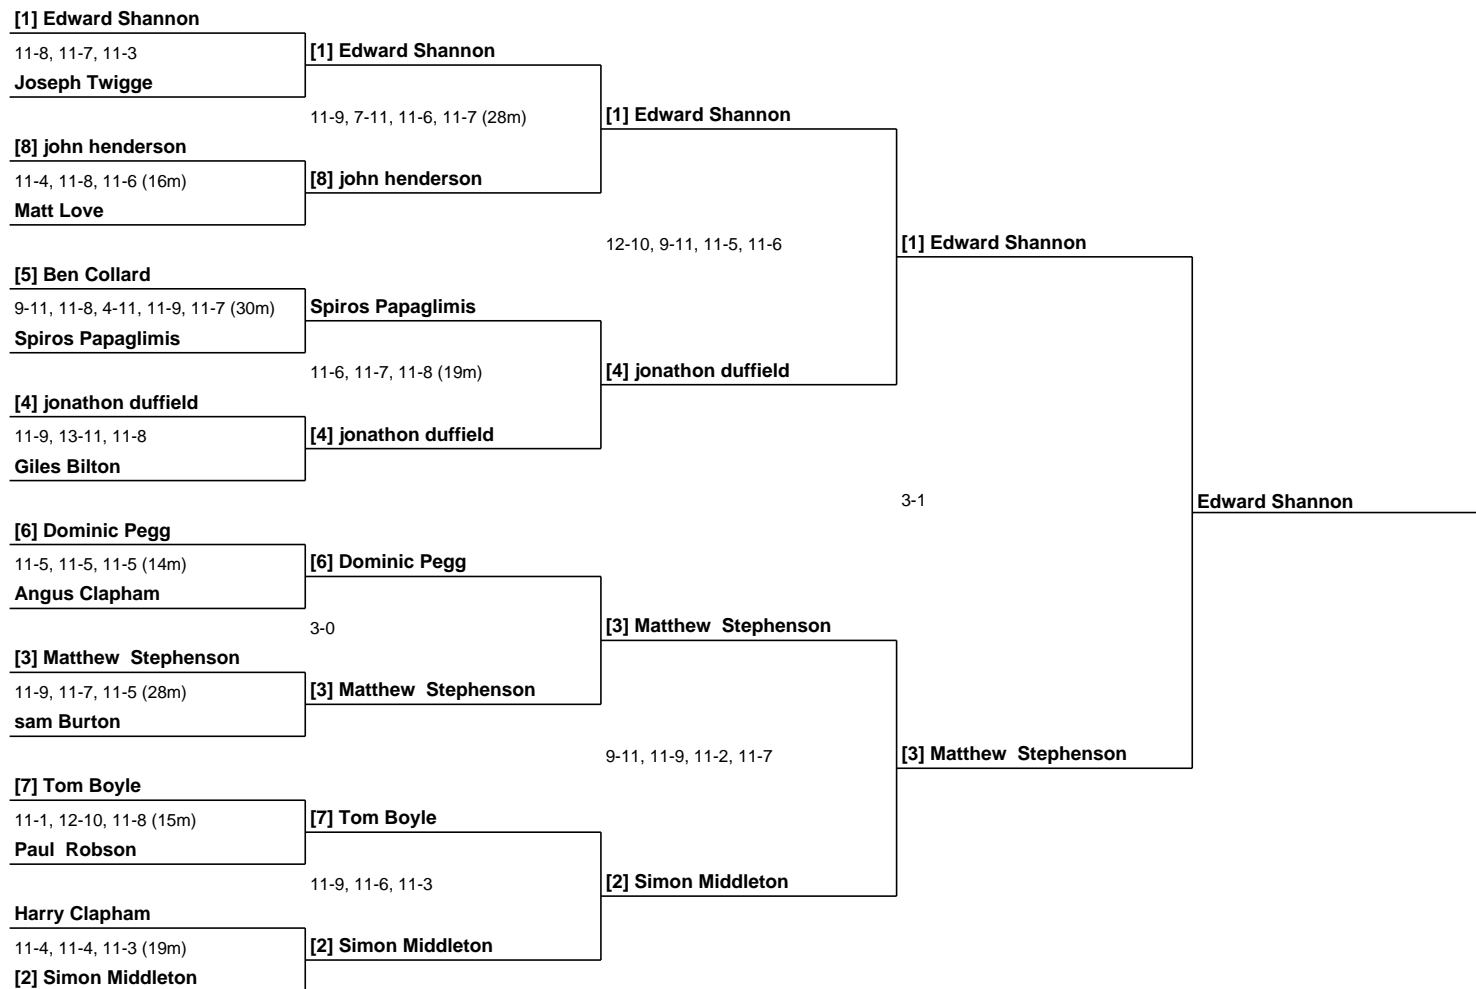 [1] Edward Shannon
11-8, 11-7, 11-3
Joseph Twigge
[8] john henderson
11-4, 11-8, 11-6 (16m)
Matt Love
[5] Ben Collard
9-11, 11-8, 4-11, 11-9, 11-7 (30m)
Spiros Papaglimis
[4] jonathon duffield
11-9, 13-11, 11-8
Giles Bilton
[6] Dominic Pegg
11-5, 11-5, 11-5 (14m)
Angus Clapham
[3] Matthew  Stephenson
11-9, 11-7, 11-5 (28m)
sam Burton
[7] Tom Boyle
11-1, 12-10, 11-8 (15m)
Paul  Robson
Harry Clapham
11-4, 11-4, 11-3 (19m)
[2] Simon Middleton
[1] Edward Shannon
11-9, 7-11, 11-6, 11-7 (28m)
[8] john henderson
Spiros Papaglimis
11-6, 11-7, 11-8 (19m)
[4] jonathon duffield
[6] Dominic Pegg
3-0
[3] Matthew  Stephenson
[7] Tom Boyle
11-9, 11-6, 11-3
[2] Simon Middleton
[1] Edward Shannon
12-10, 9-11, 11-5, 11-6
[4] jonathon duffield
[3] Matthew  Stephenson
9-11, 11-9, 11-2, 11-7
[2] Simon Middleton
[1] Edward Shannon
3-1
[3] Matthew  Stephenson
Edward Shannon